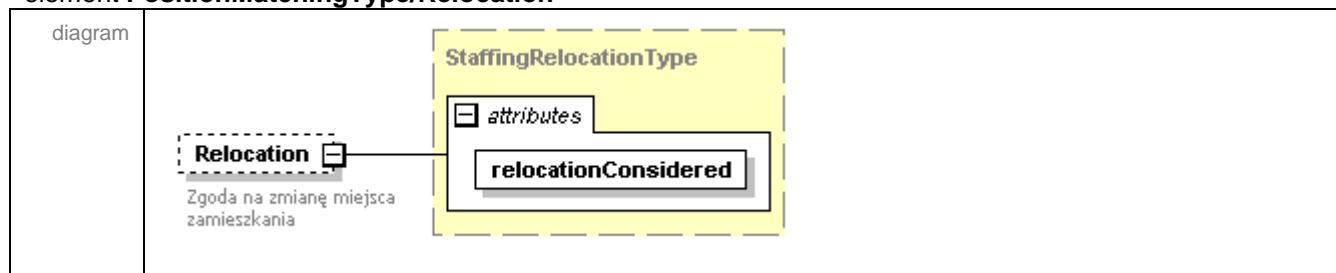 element PositionMatchingType/Relocation
diagram
StaffingRelocationType
attributes
Relocation
relocationConsidered
Zgoda na zmianę miejsca
zamieszkania